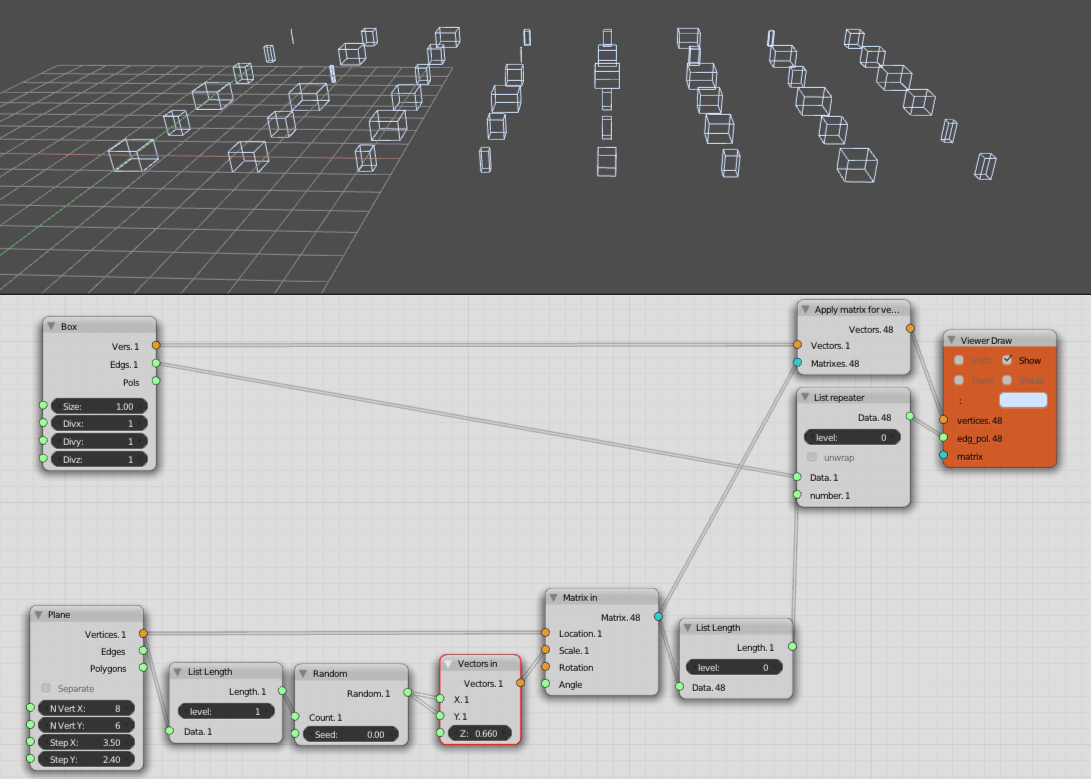 Box
Vers. 1
Edgs. 1
Pols
Size: 1.00
Divx: 1
Divy: 1
Divz: 1
Apply matrix for ve...
Vectors. 48
Vectors. 1
Matrixes. 48
List repeater
Data. 48
level: 0
unwrap
Data. 1
number. 1
Viewer Draw
Verts Show
Trans Shade
:
vertices. 48
edg_pol. 48
matrix
Plane
Vertices. 1
Edges
Polygons
Separate
N Vert X: 8
N Vert Y: 6
Step X: 3.50
Step Y: 2.40
List Length
Length. 1
level: 1
Data. 1
Random
Random. 1
Count. 1
Seed: 0.00
Vectors in
Vectors. 1
X. 1
Y. 1
Z: 0.660
Matrix in
Matrix. 48
Location. 1
Scale. 1
Rotation
Angle
List Length
Length. 1
level: 0
Data. 48